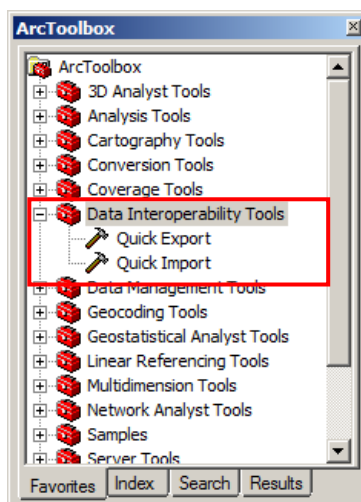 ArcToolbox
ArcToolbox
3D Analyst Tools
Analysis Tools
Cartography Tools
Conversion Tools
Coverage Tools
Data Interoperability Tools
Quick Export
Quick Import
Data Management Tools
Geocoding Tools
Geostatistical Analyst Tools
Linear Referencing Tools
Multidimension Tools
Network Analyst Tools
Samples
Server Tools
Favorites Index Search Results